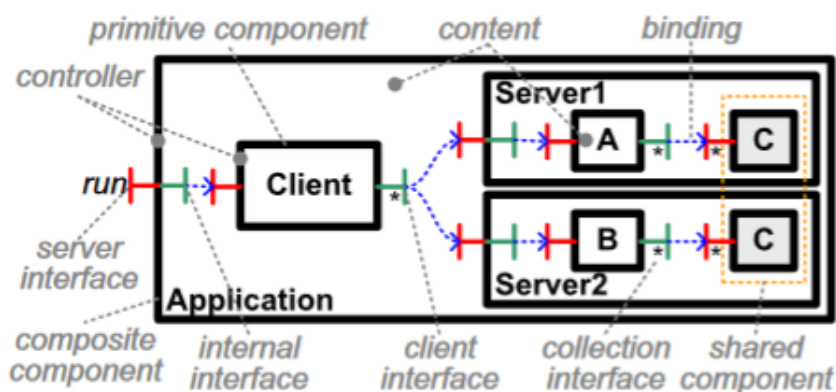 primitive component
content
binding
controller
Server1
A
*
*
C
run
Client
*
server
interface
B
*
*
C
Server2
Application
composite
component
internal
interface
client
interface
collection
interface
shared
component